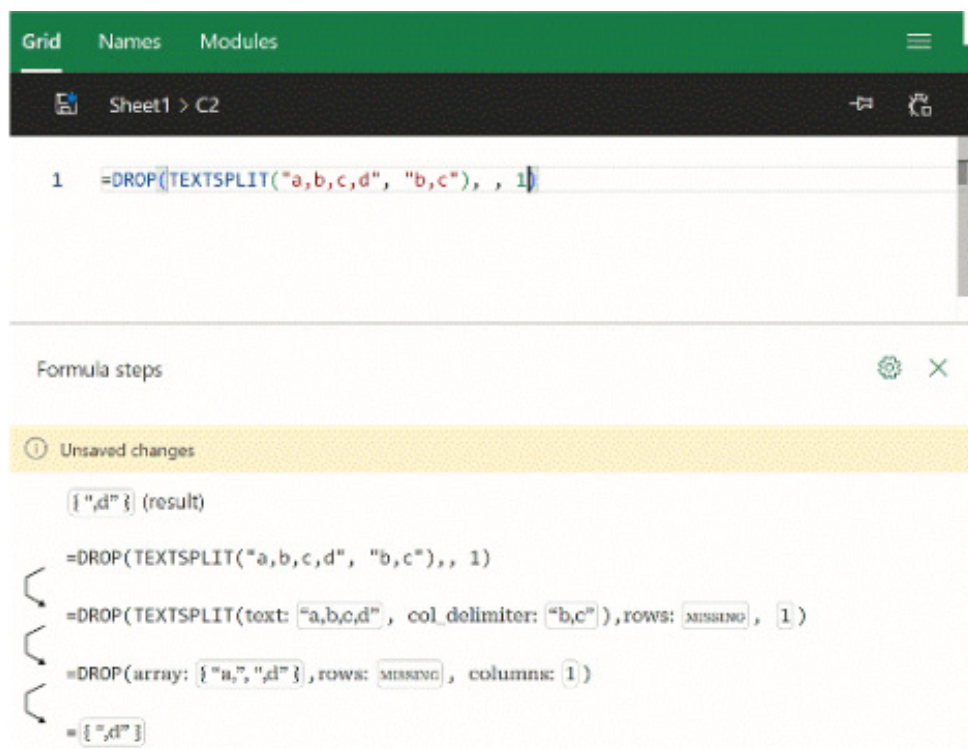 Grid Names Modules
Sheet1 > C2
1 =DROP(TEXTSPLIT("a,b,c,d", "b,c"), , 1)
Formula steps
Unsaved changes
{",d"} (result)
=DROP(TEXTSPLIT("a,b,c,d", "b,c"),, 1)
=DROP(TEXTSPLIT(text: "a,b,c,d", col_delimiter: "b,c"),rows: MISSING, 1)
=DROP(array: {"a,", ",d"},rows: MISSING, columns: 1)
={",d"}